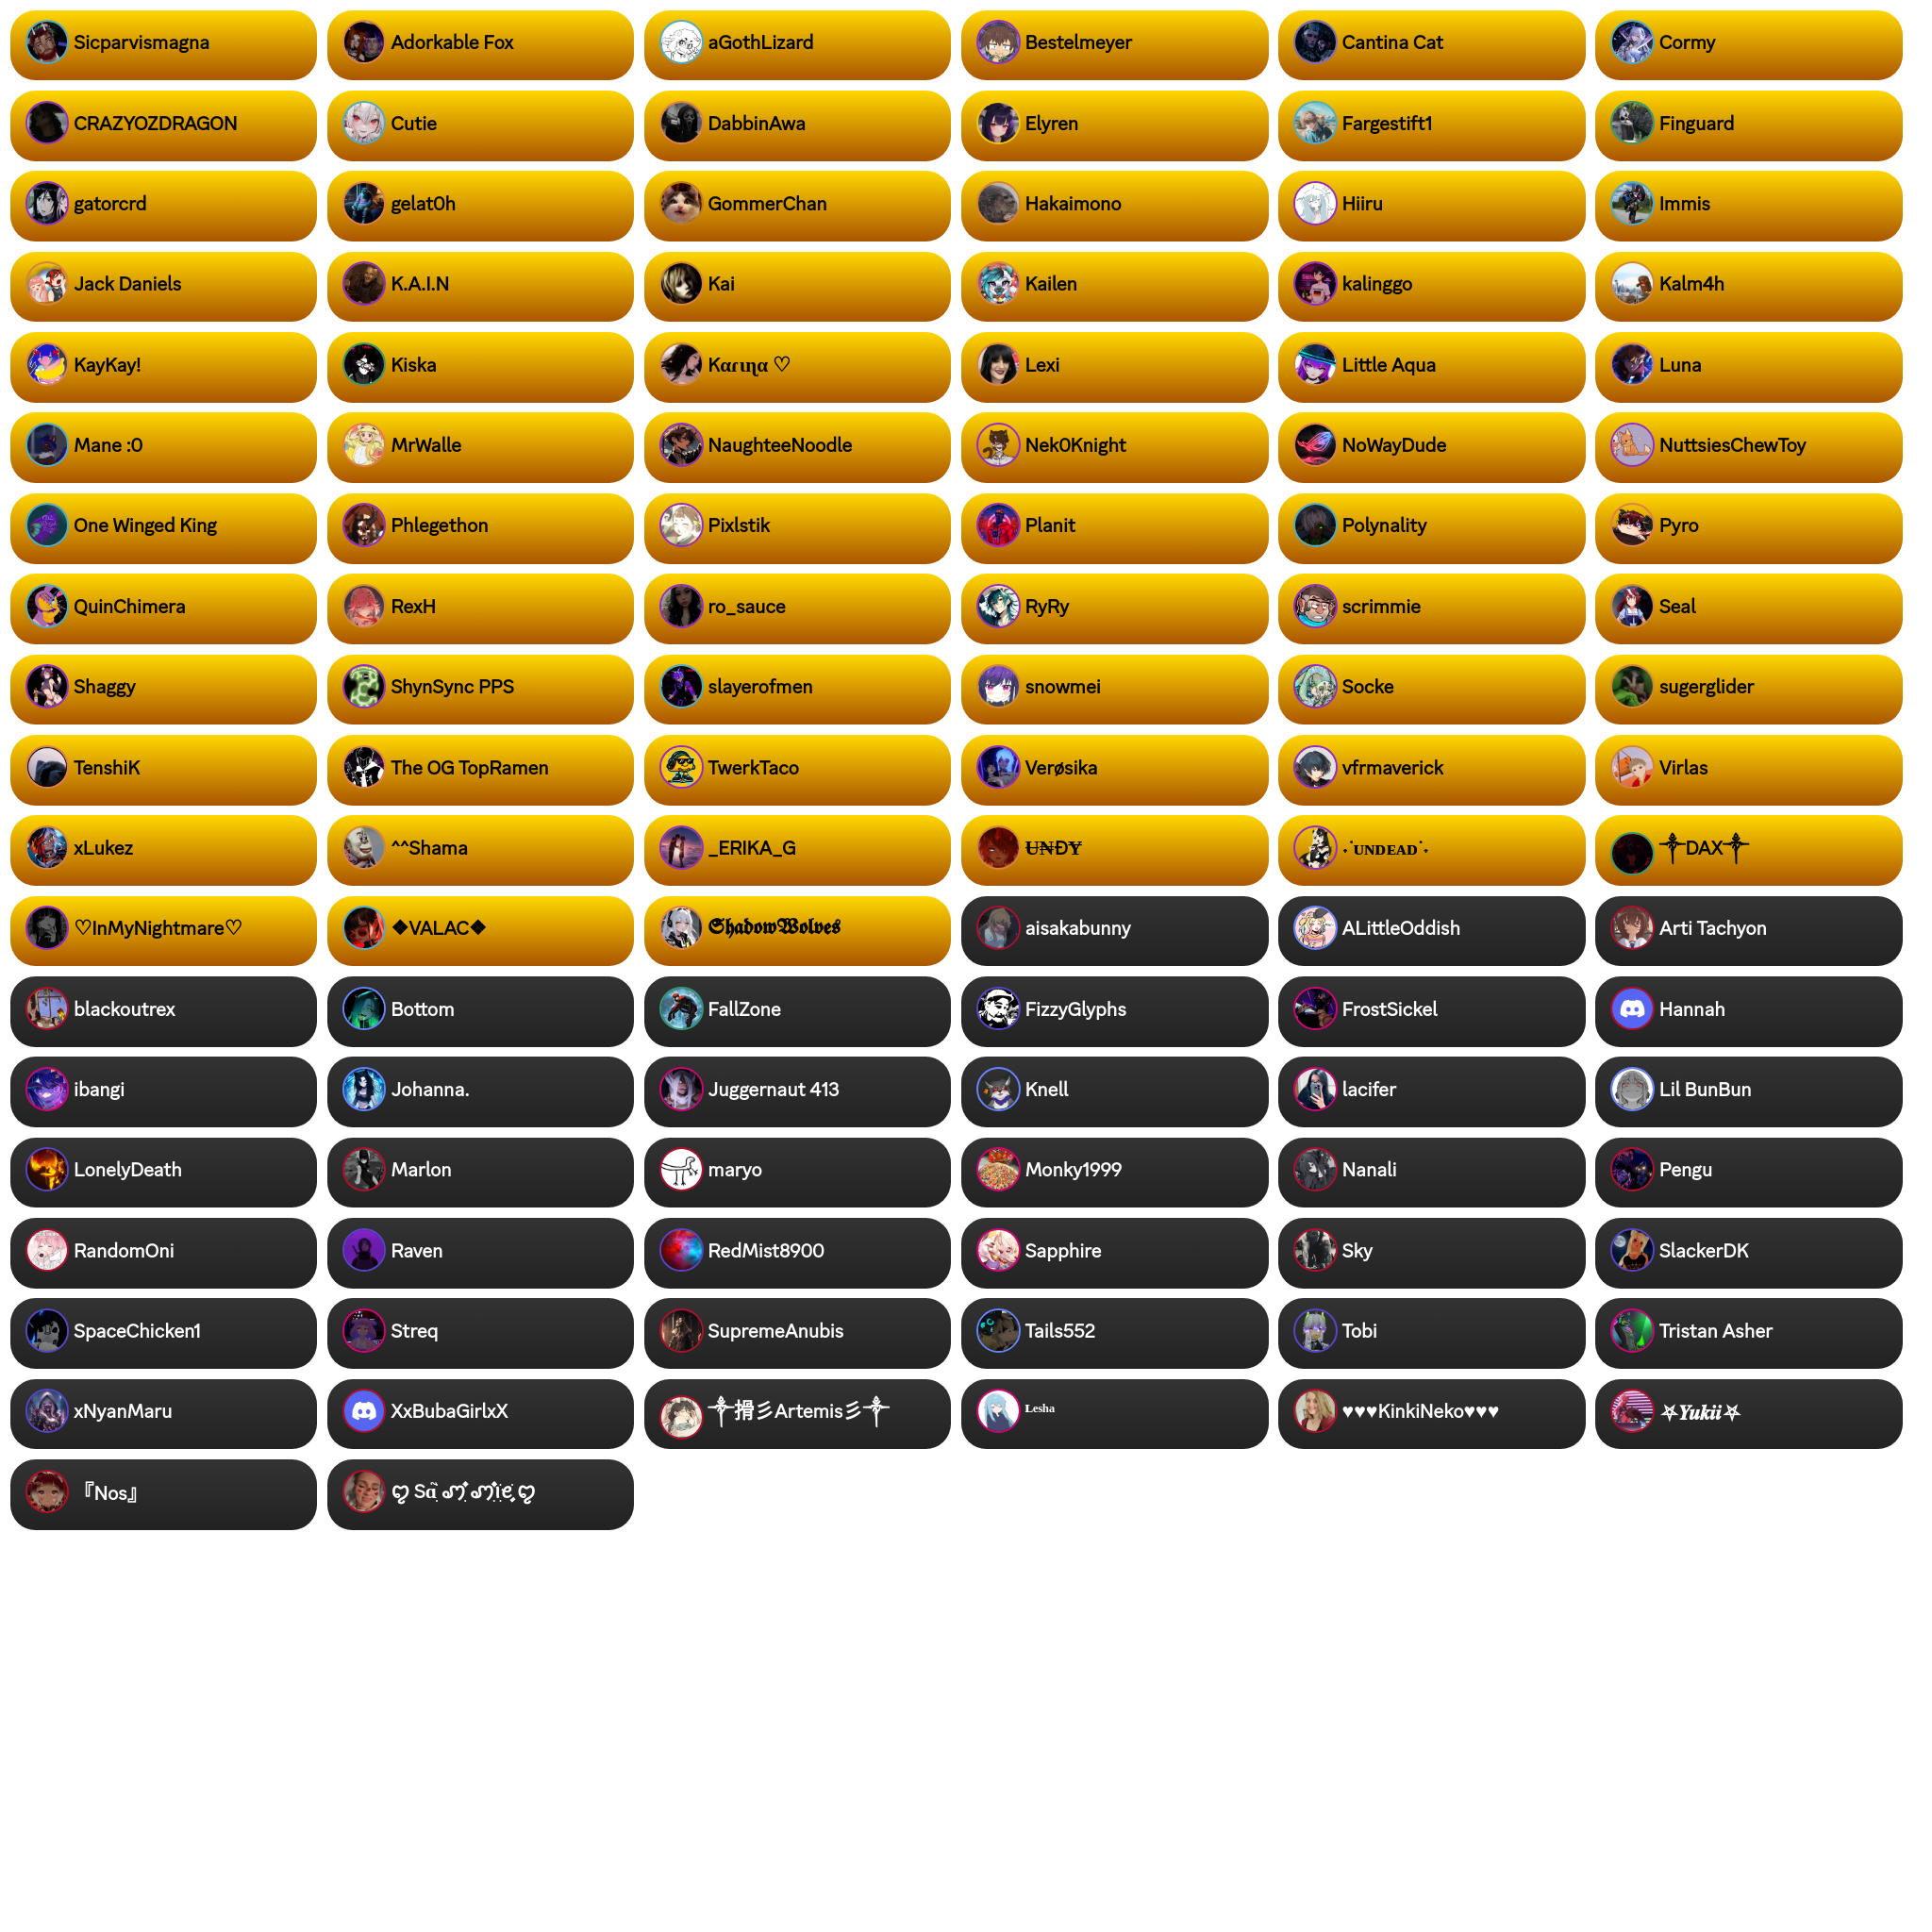 Sicparvismagna
Adorkable Fox
aGothLizard
Bestelmeyer
Cantina Cat
Cormy
CRAZYOZDRAGON
Cutie
DabbinAwa
Elyren
Fargestift1
Finguard
gatorcrd
gelat0h
GommerChan
Hakaimono
Hiiru
Immis
Jack Daniels
K.A.I.N
Kai
Kailen
kalinggo
Kalm4h
KayKay!
Kiska
Kαɾιɳα ♡
Lexi
Little Aqua
Luna
Mane :0
MrWalle
NaughteeNoodle
Nek0Knight
NoWayDude
NuttsiesChewToy
One Winged King
Phlegethon
Pixlstik
Planit
Polynality
Pyro
QuinChimera
RexH
ro_sauce
RyRy
scrimmie
Seal
Shaggy
ShynSync PPS
slayerofmen
snowmei
Socke
sugerglider
TenshiK
The OG TopRamen
TwerkTaco
Verøsika
vfrmaverick
Virlas
xLukez
^^Shama
_ERIKA_G
U̶N̶ĐY̶
˖˙ᴜɴᴅᴇᴀᴅ˙˖
༒DAX༒
♡InMyNightmare♡
❖VALAC❖
𝕾𝖍𝖆𝖉𝖔𝖜𝖂𝖔𝖑𝖛𝖊𝖘
aisakabunny
ALittleOddish
Arti Tachyon
blackoutrex
Bottom
FallZone
FizzyGlyphs
FrostSickel
Hannah
ibangi
Johanna.
Juggernaut 413
Knell
lacifer
Lil BunBun
LonelyDeath
Marlon
maryo
Monky1999
Nanali
Pengu
RandomOni
Raven
RedMist8900
Sapphire
Sky
SlackerDK
SpaceChicken1
Streq
SupremeAnubis
Tails552
Tobi
Tristan Asher
xNyanMaru
XxBubaGirlxX
༒搰彡Artemis彡༒
ᴸᵉˢʰᵃ
♥♥♥KinkiNeko♥♥♥
⛧𝒀𝒖𝒌𝒊𝒊⛧
『Nos』